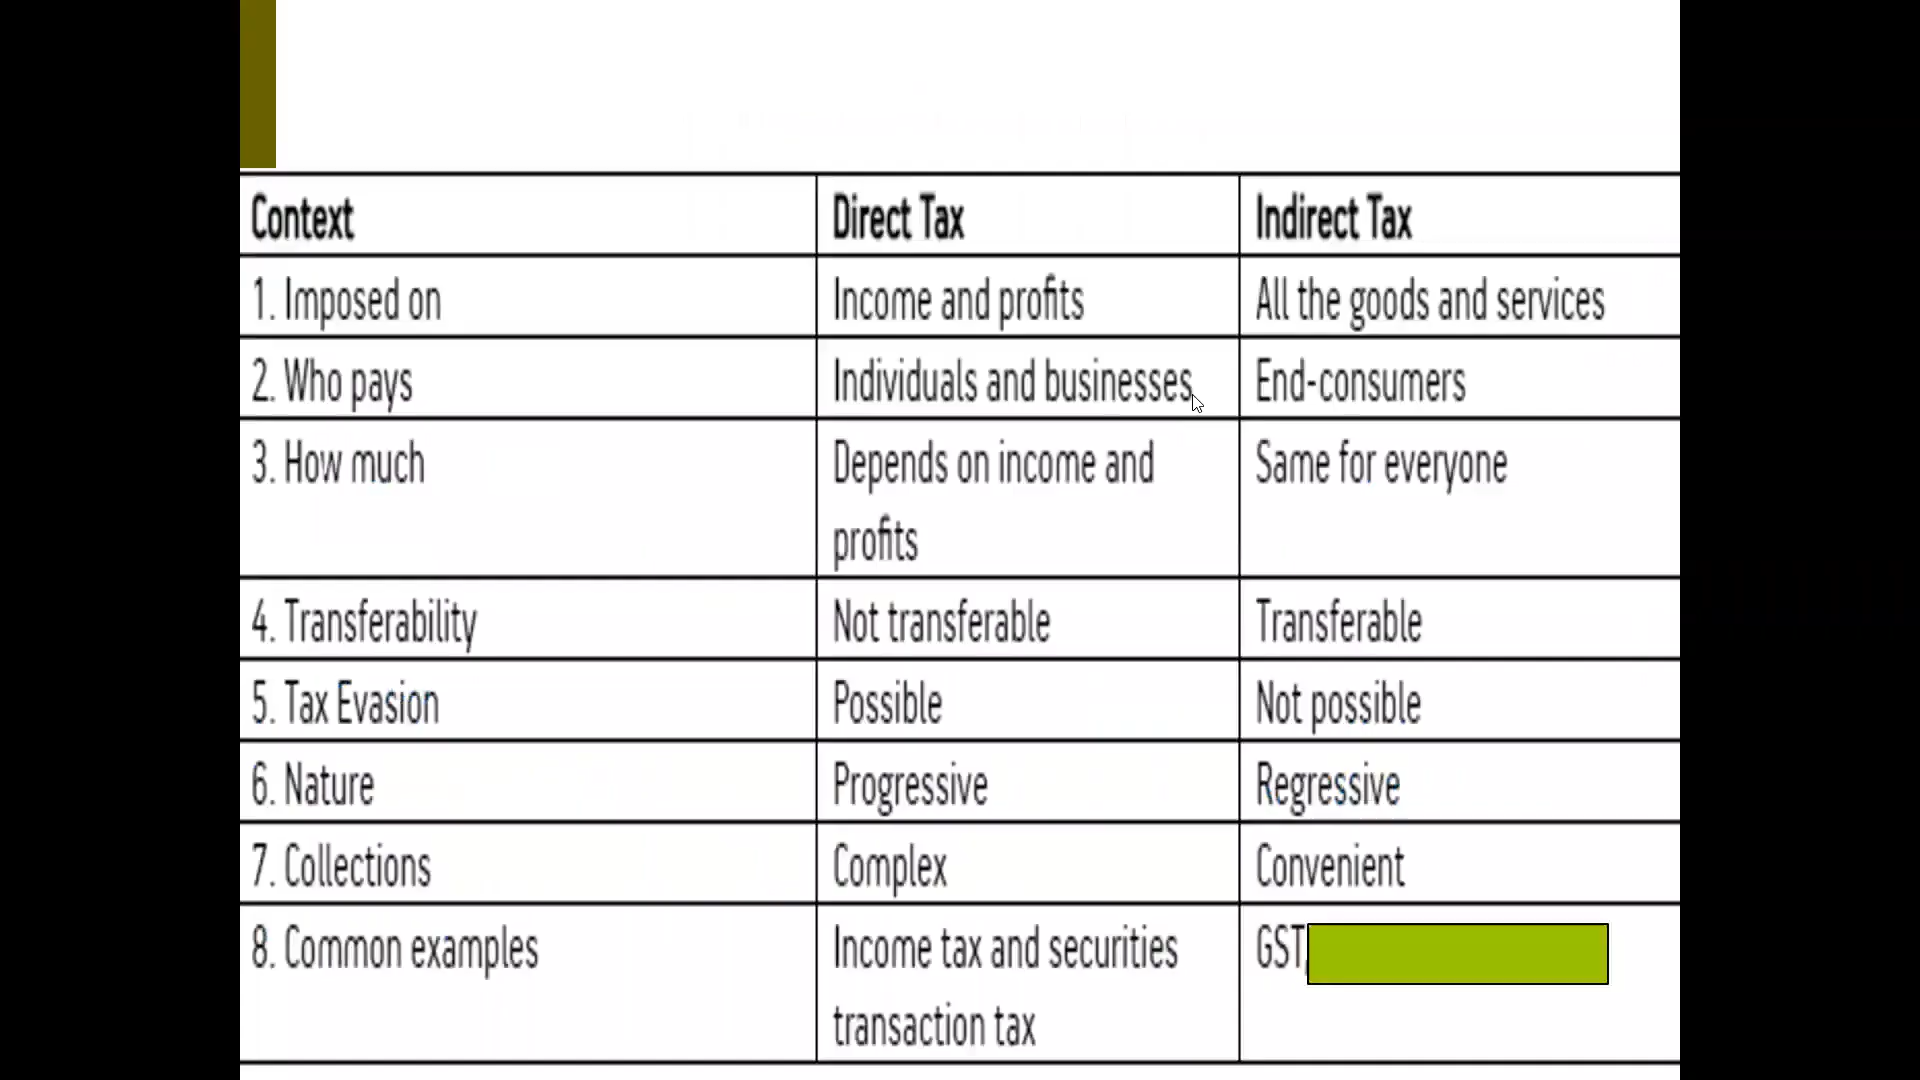 Context Direct Tax Indirect Tax
1. Imposed on Income and profits All the goods and services
2. Who pays Individuals and businesses End-consumers
3. How much Depends on income and Same for everyone
profits
4. Transferability Not transferable Transferable
5. Tax Evasion Possible Not possible
6. Nature Progressive Regressive
7. Collections Complex Convenient
8. Common examples Income tax and securities GST,
transaction tax